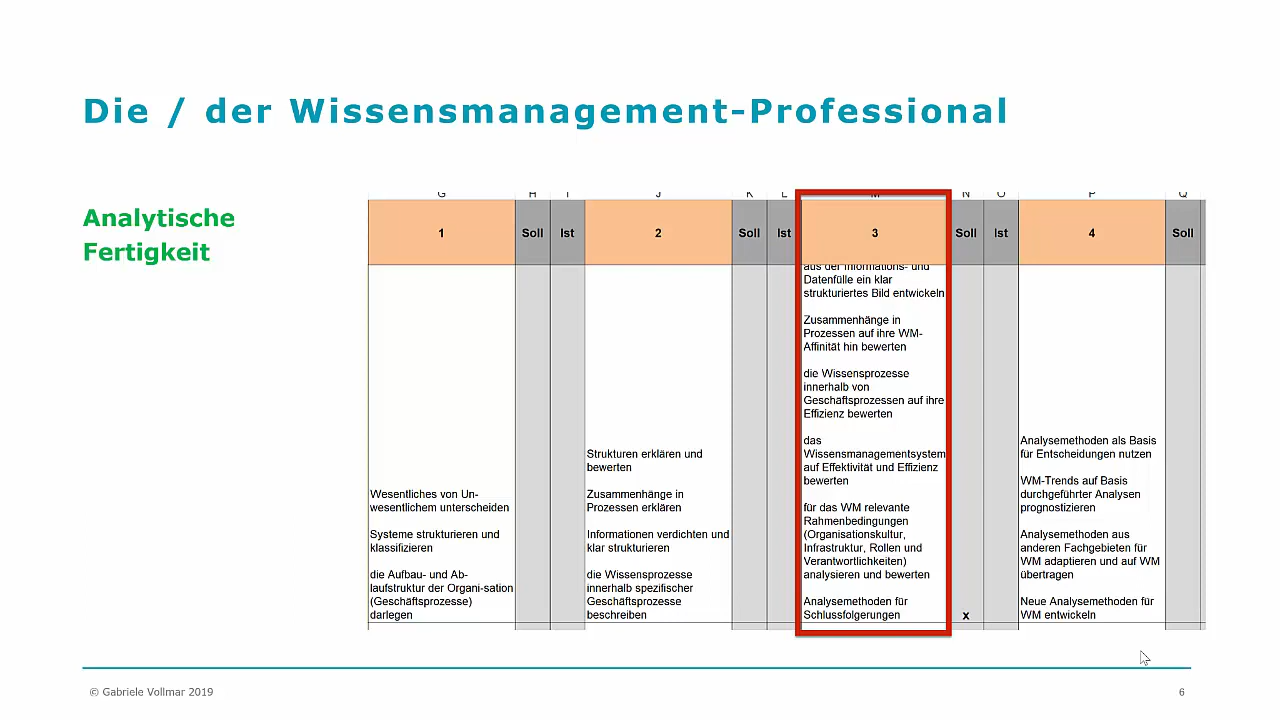 Die / der Wissensmanagement-Professional
Analytische
Fertigkeit
G H I J K L M N O P Q
1 Soll Ist 2 Soll Ist 3 Soll Ist 4 Soll
Wesentliches von Un-
wesentlichem unterscheiden
Systeme strukturieren und
klassifizieren
die Aufbau- und Ab-
laufstruktur der Organi-sation
(Geschäftsprozesse)
darlegen
Strukturen erklären und
bewerten
Zusammenhänge in
Prozessen erklären
Informationen verdichten und
klar strukturieren
die Wissensprozesse
innerhalb spezifischer
Geschäftsprozesse
beschreiben
aus der Informations- und
Datenfülle ein klar
strukturiertes Bild entwickeln
Zusammenhänge in
Prozessen auf ihre WM-
Affinität hin bewerten
die Wissensprozesse
innerhalb von
Geschäftsprozessen auf ihre
Effizienz bewerten
das
Wissensmanagementsystem
auf Effektivität und Effizienz
bewerten
für das WM relevante
Rahmenbedingungen
(Organisationskultur,
Infrastruktur, Rollen und
Verantwortlichkeiten)
analysieren und bewerten
Analysemethoden für
Schlussfolgerungen
x
Analysemethoden als Basis
für Entscheidungen nutzen
WM-Trends auf Basis
durchgeführter Analysen
prognostizieren
Analysemethoden aus
anderen Fachgebieten für
WM adaptieren und auf WM
übertragen
Neue Analysemethoden für
WM entwickeln
© Gabriele Vollmar 2019
6